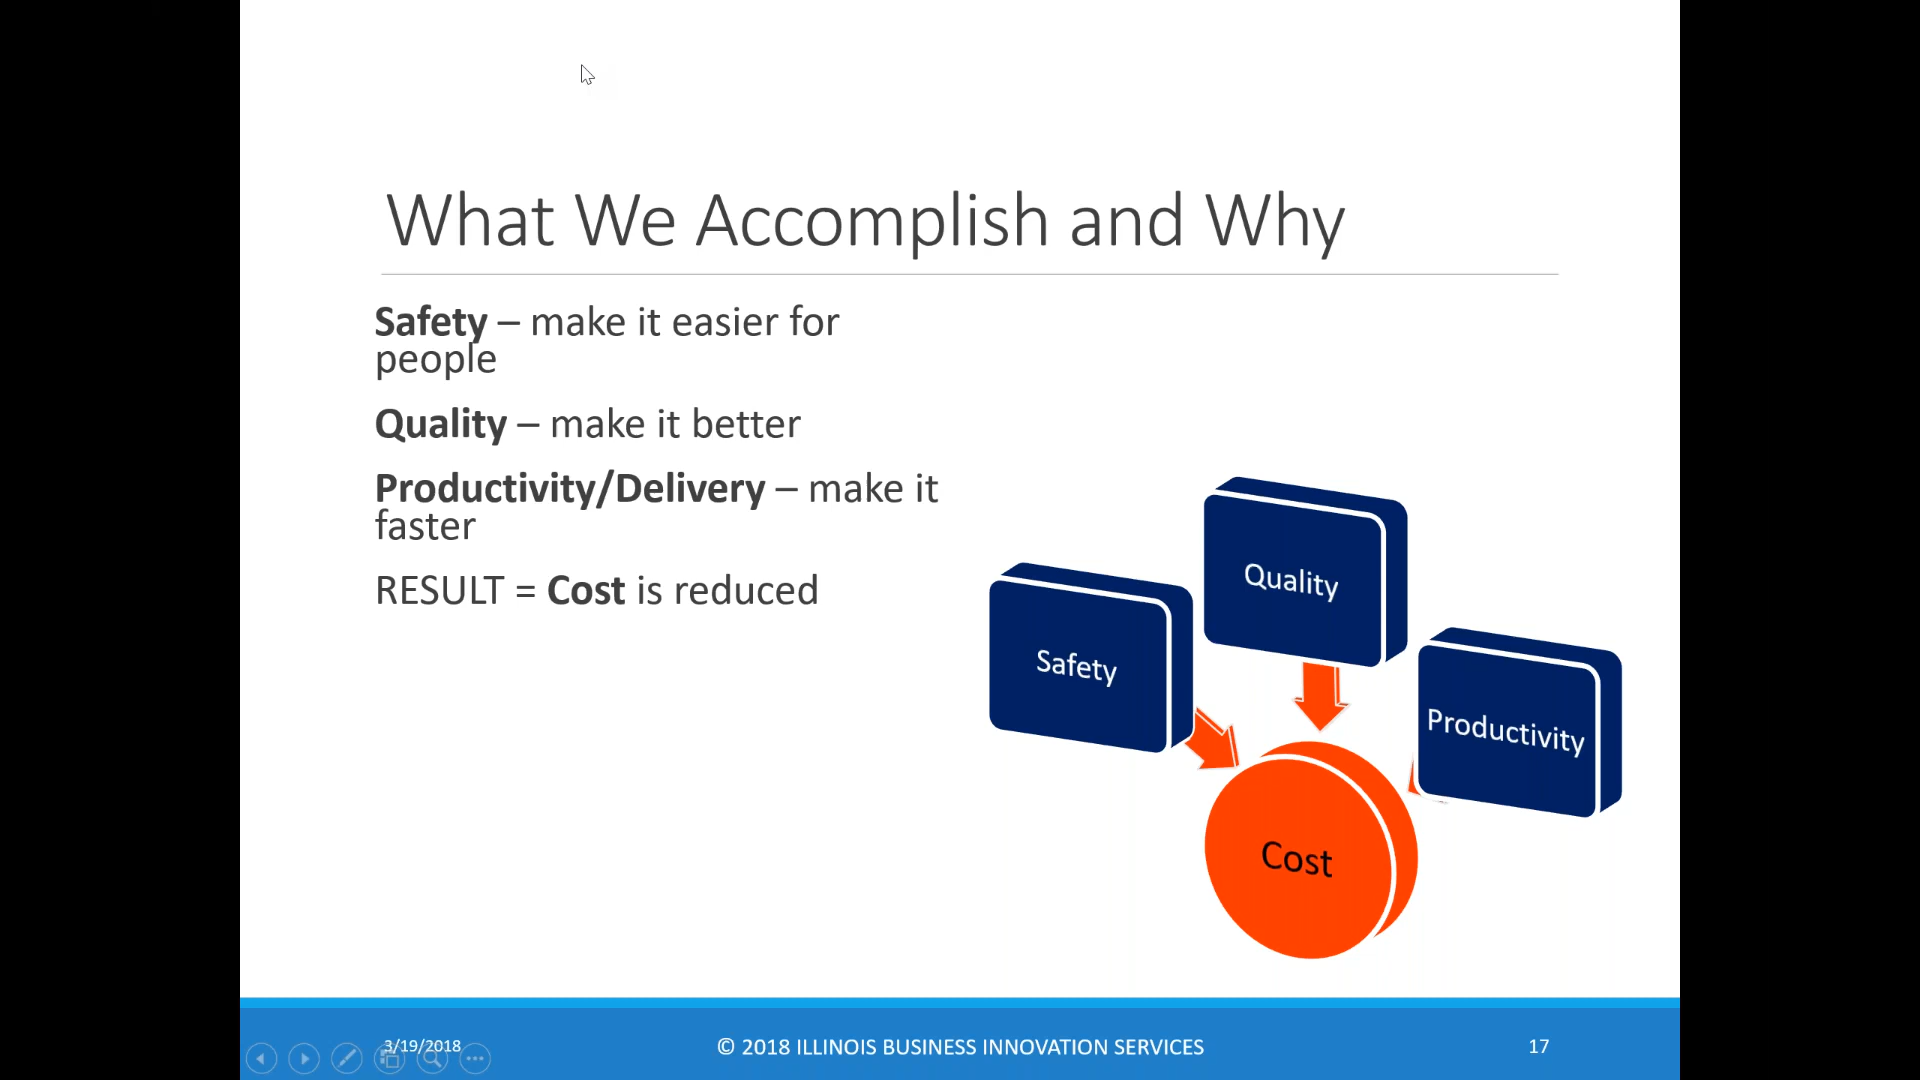 What We Accomplish and Why
Safety – make it easier for
people
Quality – make it better
Productivity/Delivery – make it
faster
RESULT = Cost is reduced
Quality
Safety
Productivity
Cost
3/19/2018
© 2018 ILLINOIS BUSINESS INNOVATION SERVICES
17